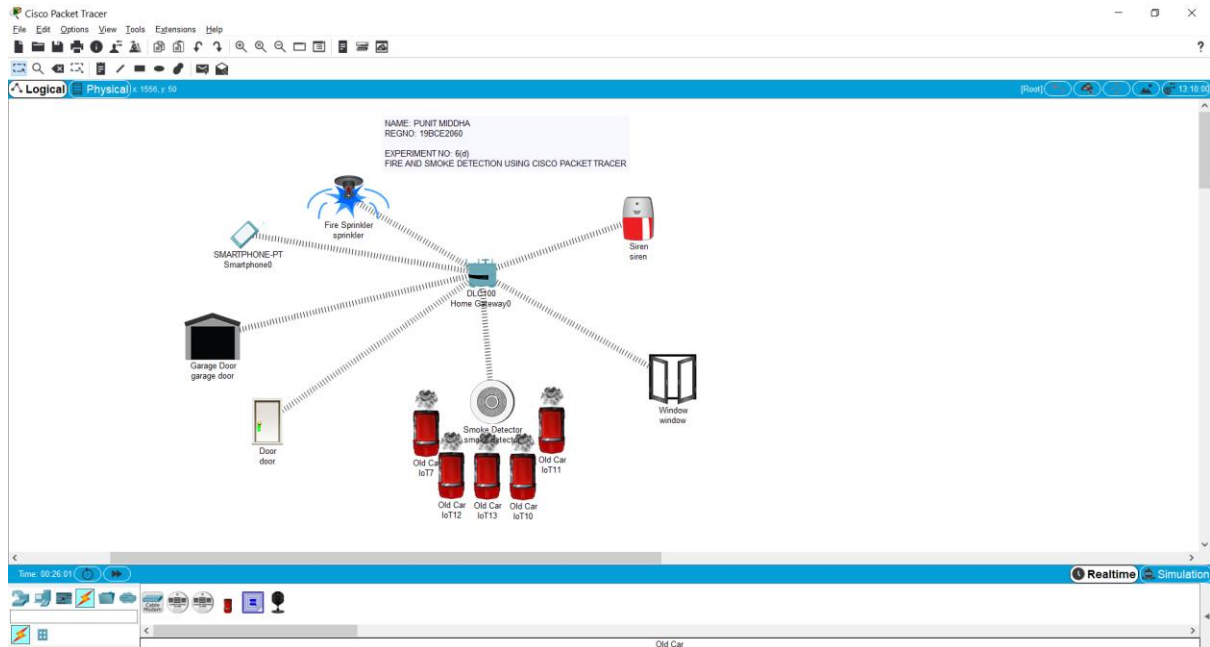 Cisco Packet Tracer
File Edit Options View Tools Extensions Help
?
Logical Physical x: 1556, y: 50
[Root] 13:10:00
NAME: PUNIT MIDDHA
REGNO: 19BCE2060
EXPERIMENT NO: 6(d)
FIRE AND SMOKE DETECTION USING CISCO PACKET TRACER
Fire Sprinkler
sprinkler
SMARTPHONE-PT
Smartphone0
Siren
siren
DLC100
Home Gateway0
Garage Door
garage door
Window
window
Door
door
Smoke Detector
smoke detector
Old Car
IoT7
Old Car
IoT11
Old Car
IoT12
Old Car
IoT13
Old Car
IoT10
Time: 00:26:01
Realtime Simulation
Cable
Modem
Old Car